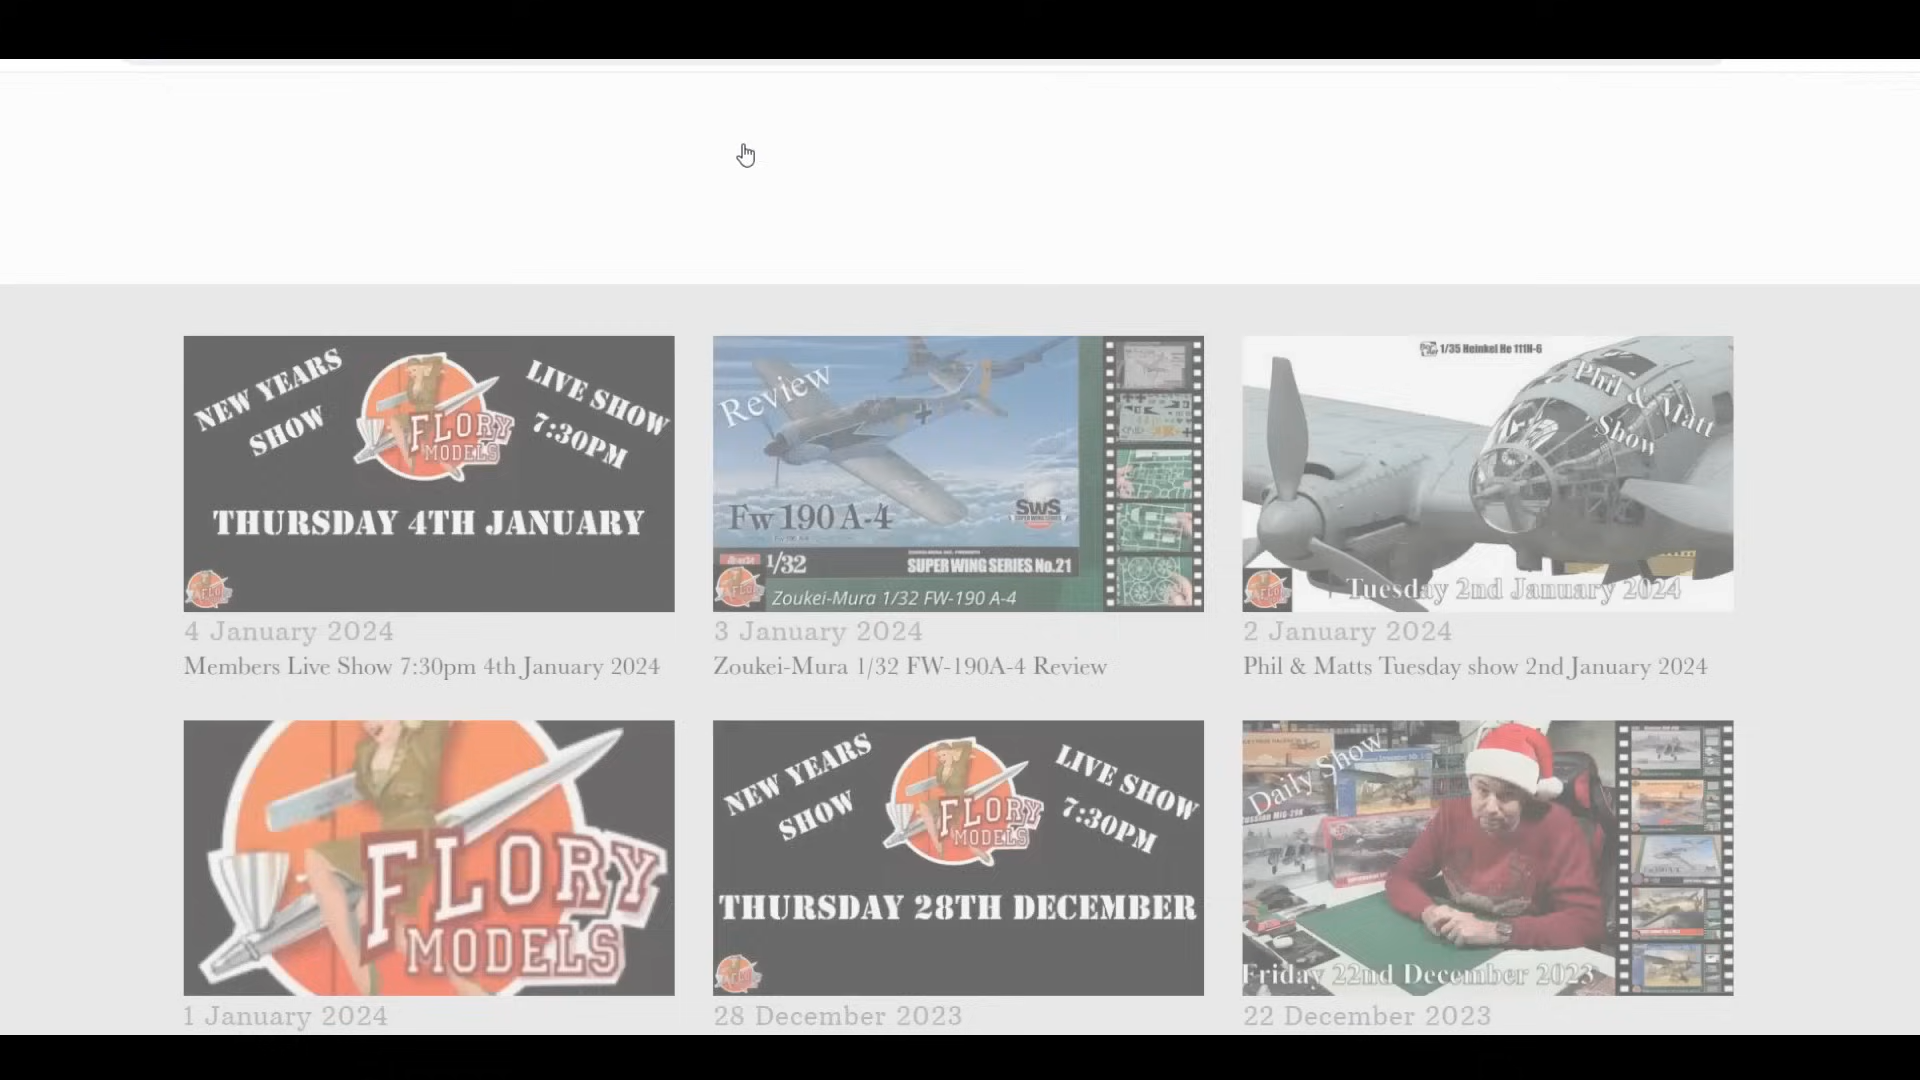 NEW YEARS
SHOW
LIVE SHOW
7:30PM
FLORY
MODELS
THURSDAY 4TH JANUARY
4 January 2024
Members Live Show 7:30pm 4th January 2024
Review
Fw 190 A-4
SWS
1/32
SUPER WING SERIES No.21
Zoukei-Mura 1/32 FW-190 A-4
3 January 2024
Zoukei-Mura 1/32 FW-190A-4 Review
1/35 Heinkel He 111H-6
Phil & Matt
Show
Tuesday 2nd January 2024
2 January 2024
Phil & Matts Tuesday show 2nd January 2024
FLORY
MODELS
1 January 2024
NEW YEARS
SHOW
LIVE SHOW
7:30PM
FLORY
MODELS
THURSDAY 28TH DECEMBER
28 December 2023
Daily Show
Friday 22nd December 2023
22 December 2023